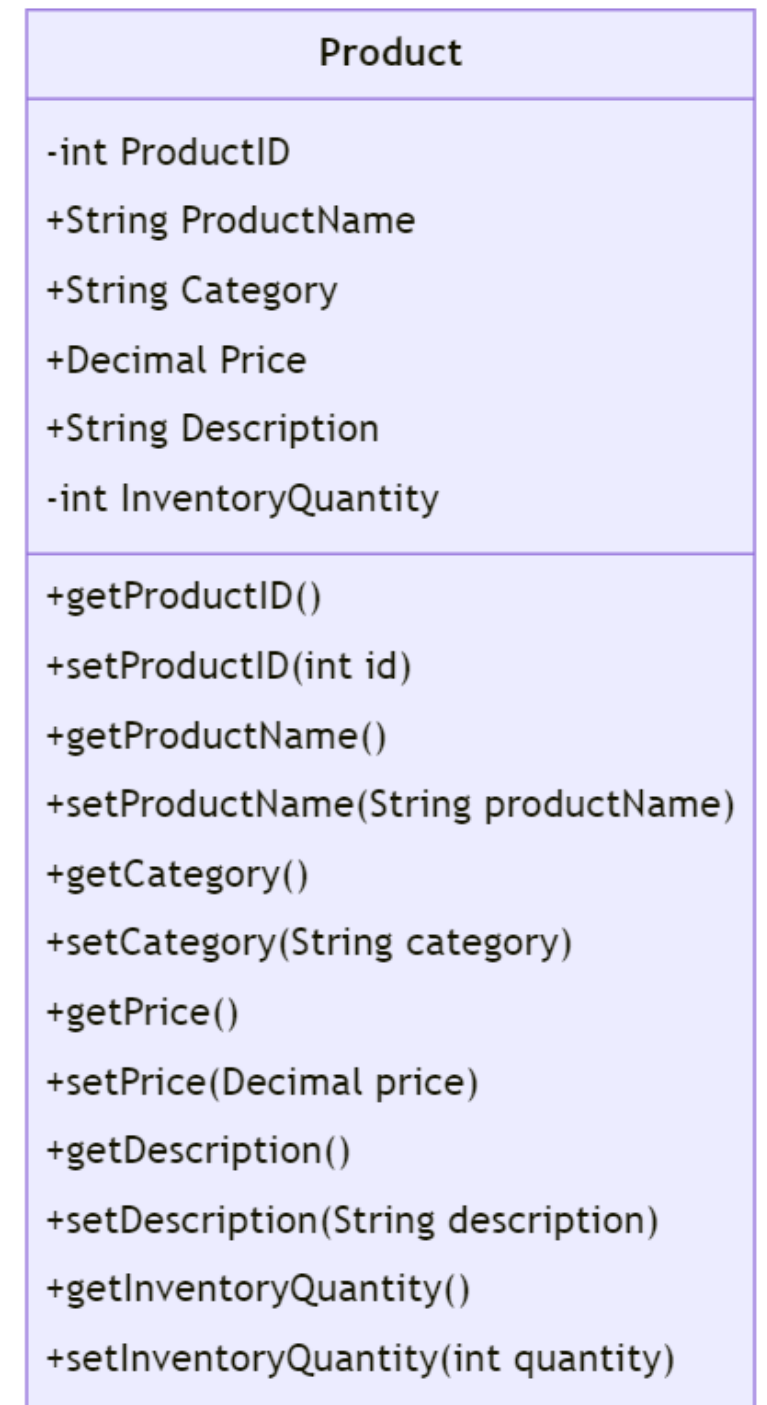 Product
-int ProductID
+String ProductName
+String Category
+Decimal Price
+String Description
-int InventoryQuantity
+getProductID()
+setProductID(int id)
+getProductName()
+setProductName(String productName)
+getCategory()
+setCategory(String category)
+getPrice()
+setPrice(Decimal price)
+getDescription()
+setDescription(String description)
+getInventoryQuantity()
+setInventoryQuantity(int quantity)